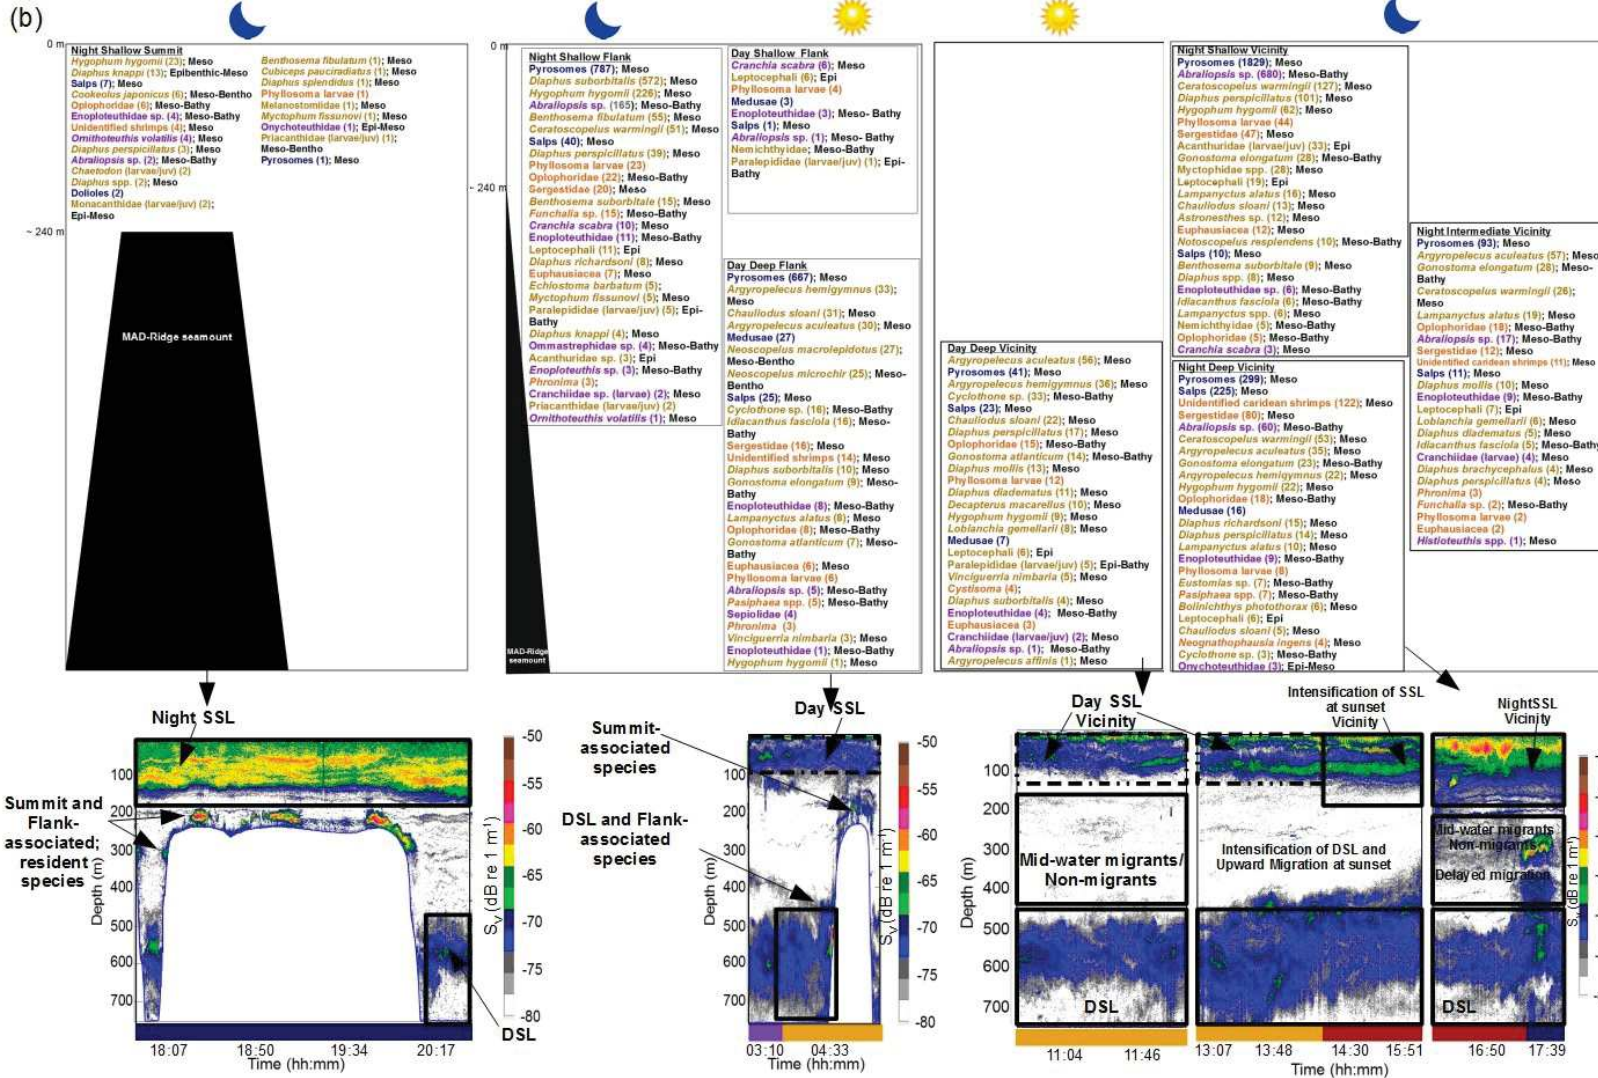 (b)
0 m
Night Shallow Summit
Hygophum hygomii (23); Meso
Diaphus knappi (13); Epibenthic-Meso
Salps (7); Meso
Cookeolus japonicus (6); Meso-Bentho
Oplophoridae (6); Meso-Bathy
Enoploteuthidae sp. (4); Meso-Bathy
Unidentified shrimps (4); Meso
Ornithoteuthis volatilis (4); Meso
Diaphus perspicillatus (3); Meso
Abraliopsis sp. (2); Meso-Bathy
Chaetodon (larvae/juv) (2)
Diaphus spp. (2); Meso
Dolioles (2)
Monacanthidae (larvae/juv) (2);
Epi-Meso
Benthosema fibulatum (1); Meso
Cubiceps pauciradiatus (1); Meso
Diaphus splendidus (1); Meso
Phyllosoma larvae (1)
Melanostomiidae (1); Meso
Myctophum fissunovi (1); Meso
Onychoteuthidae (1); Epi-Meso
Priacanthidae (larvae/juv) (1);
Meso-Bentho
Pyrosomes (1); Meso
~ 240 m
MAD-Ridge seamount
0 m
~ 240 m
Night Shallow Flank
Pyrosomes (787); Meso
Diaphus suborbitalis (572); Meso
Hygophum hygomii (226); Meso
Abraliopsis sp. (165); Meso-Bathy
Benthosema fibulatum (55); Meso
Ceratoscopelus warmingii (51); Meso
Salps (40); Meso
Diaphus perspicillatus (39); Meso
Phyllosoma larvae (23)
Oplophoridae (22); Meso-Bathy
Sergestidae (20); Meso
Benthosema suborbitale (15); Meso
Funchalia sp. (15); Meso-Bathy
Cranchia scabra (10); Meso
Enoploteuthidae (11); Meso-Bathy
Leptocephali (11); Epi
Diaphus richardsoni (8); Meso
Euphausiacea (7); Meso
Echiostoma barbatum (5);
Myctophum fissunovi (5); Meso
Paralepididae (larvae/juv) (5); Epi-
Bathy
Diaphus knappi (4); Meso
Ommastrephidae sp. (4); Meso-Bathy
Acanthuridae sp. (3); Epi
Enoploteuthis sp. (3); Meso-Bathy
Phronima (3);
Cranchiidae sp. (larvae) (2); Meso
Priacanthidae (larvae/juv) (2)
Ornithoteuthis volatilis (1); Meso
MAD-Ridge
seamount
Day Shallow Flank
Cranchia scabra (6); Meso
Leptocephali (6); Epi
Phyllosoma larvae (4)
Medusae (3)
Enoploteuthidae (3); Meso-Bathy
Salps (1); Meso
Abraliopsis sp. (1); Meso- Bathy
Nemichthyidae; Meso-Bathy
Paralepididae (larvae/juv) (1); Epi-
Bathy
Day Deep Flank
Pyrosomes (667); Meso
Argyropelecus hemigymnus (33);
Meso
Chauliodus sloani (31); Meso
Argyropelecus aculeatus (30); Meso
Medusae (27)
Neoscopelus macrolepidotus (27);
Meso-Bentho
Neoscopelus microchir (25); Meso-
Bentho
Salps (25); Meso
Cyclothone sp. (16); Meso-Bathy
Idiacanthus fasciola (16); Meso-
Bathy
Sergestidae (16); Meso
Unidentified shrimps (14); Meso
Diaphus suborbitalis (10); Meso
Gonostoma elongatum (9); Meso-
Bathy
Enoploteuthidae (8); Meso-Bathy
Lampanyctus alatus (8); Meso
Oplophoridae (8); Meso-Bathy
Gonostoma atlanticum (7); Meso-
Bathy
Euphausiacea (6); Meso
Phyllosoma larvae (6)
Abraliopsis sp. (5); Meso-Bathy
Pasiphaea spp. (5); Meso-Bathy
Sepiolidae (4)
Phronima (3)
Vinciguerria nimbaria (3); Meso
Enoploteuthidae (1); Meso-Bathy
Hygophum hygomii (1); Meso
Day Deep Vicinity
Argyropelecus aculeatus (56); Meso
Pyrosomes (41); Meso
Argyropelecus hemigymnus (36); Meso
Cyclothone sp. (33); Meso-Bathy
Salps (23); Meso
Chauliodus sloani (22); Meso
Diaphus perspicillatus (17); Meso
Oplophoridae (15); Meso-Bathy
Gonostoma atlanticum (14); Meso-Bathy
Diaphus mollis (13); Meso
Phyllosoma larvae (12)
Diaphus diadematus (11); Meso
Decapterus macarellus (10); Meso
Hygophum hygomii (9); Meso
Lobianchia gemellarii (8); Meso
Medusae (7)
Leptocephali (6); Epi
Paralepididae (larvae/juv) (5); Epi-Bathy
Vinciguerria nimbaria (5); Meso
Cystisoma (4);
Diaphus suborbitalis (4); Meso
Enoploteuthidae (4); Meso-Bathy
Euphausiacea (3)
Cranchiidae (larvae/juv) (2); Meso
Abraliopsis sp. (1); Meso-Bathy
Argyropelecus affinis (1); Meso
Night Shallow Vicinity
Pyrosomes (1829); Meso
Abraliopsis sp. (680); Meso-Bathy
Ceratoscopelus warmingii (127); Meso
Diaphus perspicillatus (101); Meso
Hygophum hygomii (62); Meso
Phyllosoma larvae (44)
Sergestidae (47); Meso
Acanthuridae (larvae/juv) (33); Epi
Gonostoma elongatum (28); Meso-Bathy
Myctophidae spp. (28); Meso
Leptocephali (19); Epi
Lampanyctus alatus (16); Meso
Chauliodus sloani (13); Meso
Astronesthes sp. (12); Meso
Euphausiacea (12); Meso
Notoscopelus resplendens (10); Meso-Bathy
Salps (10); Meso
Benthosema suborbitale (9); Meso
Diaphus spp. (8); Meso
Enoploteuthidae sp. (6); Meso-Bathy
Idiacanthus fasciola (6); Meso-Bathy
Lampanyctus spp. (6); Meso
Nemichthyidae (5); Meso-Bathy
Oplophoridae (5); Meso-Bathy
Cranchia scabra (3); Meso
Night Deep Vicinity
Pyrosomes (299); Meso
Salps (225); Meso
Unidentified caridean shrimps (122); Meso
Sergestidae (80); Meso
Abraliopsis sp. (60); Meso-Bathy
Ceratoscopelus warmingii (53); Meso
Argyropelecus aculeatus (35); Meso
Gonostoma elongatum (23); Meso-Bathy
Argyropelecus hemigymnus (22); Meso
Hygophum hygomii (22); Meso
Oplophoridae (18); Meso-Bathy
Medusae (16)
Diaphus richardsoni (15); Meso
Diaphus perspicillatus (14); Meso
Lampanyctus alatus (10); Meso
Enoploteuthidae (9); Meso-Bathy
Phyllosoma larvae (8)
Eustomias sp. (7); Meso-Bathy
Pasiphaea spp. (7); Meso-Bathy
Bolinichthys photothorax (6); Meso
Leptocephali (6); Epi
Chauliodus sloani (5); Meso
Neognathophausia ingens (4); Meso
Cyclothone sp. (3); Meso-Bathy
Onychoteuthidae (3); Epi-Meso
Night Intermediate Vicinity
Pyrosomes (93); Meso
Argyropelecus aculeatus (57); Meso
Gonostoma elongatum (28); Meso-
Bathy
Ceratoscopelus warmingii (26);
Meso
Lampanyctus alatus (19); Meso
Oplophoridae (18); Meso-Bathy
Abraliopsis sp. (17); Meso-Bathy
Sergestidae (12); Meso
Unidentified caridean shrimps (11); Meso
Salps (11); Meso
Diaphus mollis (10); Meso
Enoploteuthidae (9); Meso-Bathy
Leptocephali (7); Epi
Lobianchia gemellarii (6); Meso
Diaphus diadematus (5); Meso
Idiacanthus fasciola (5); Meso-Bathy
Cranchiidae (larvae) (4); Meso
Diaphus brachycephalus (4); Meso
Diaphus perspicillatus (4); Meso
Phronima (3)
Funchalia sp. (2); Meso-Bathy
Phyllosoma larvae (2)
Euphausiacea (2)
Histioteuthis spp. (1); Meso
Night SSL
Summit and
Flank-
associated;
resident
species
100
200
300
400
500
600
700
Depth (m)
DSL
18:07 18:50 19:34 20:17
Time (hh:mm)
-50
-55
-60
-65
-70
-75
-80
Sv (dB re 1 m-1)
Day SSL
Summit-
associated
species
DSL and Flank-
associated
species
100
200
300
400
500
600
700
Depth (m)
03:10 04:33
Time (hh:mm)
-50
-55
-60
-65
-70
-75
-80
Sv (dB re 1 m-1)
Day SSL
Vicinity
Intensification of SSL
at sunset
Vicinity
NightSSL
Vicinity
100
200
300
400
500
600
700
Depth (m)
Mid-water migrants/
Non-migrants
DSL
11:04 11:46
Time (hh:mm)
Intensification of DSL and
Upward Migration at sunset
13:07 13:48 14:30 15:51
Mid-water migrants
Non-migrants
Delayed migration
DSL
16:50 17:39
Time (hh:mm)
Sv (dB re 1 m-1)